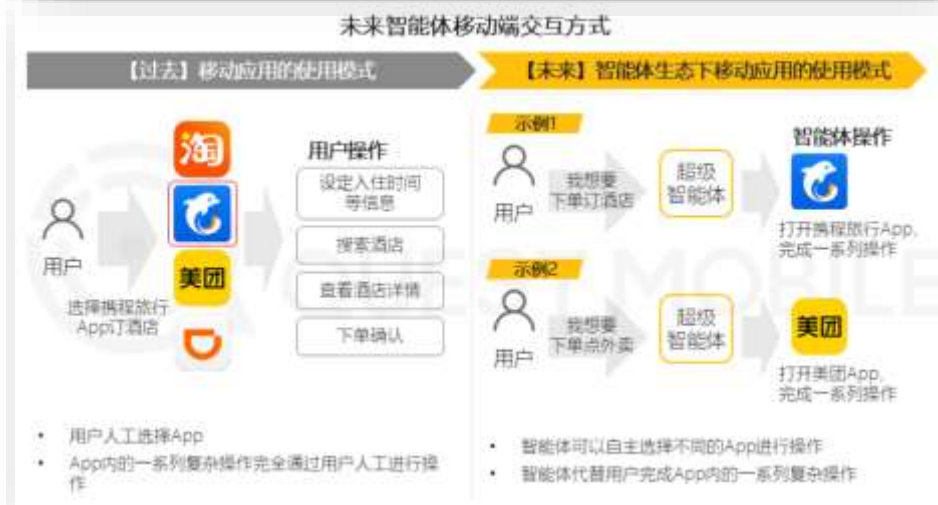 未来智能体移动端交互方式
【过去】移动应用的使用模式
淘
美团
用户
选择携程旅行
App订酒店
用户操作
设定入住时间
等信息
搜索酒店
查看酒店详情
下单确认
• 用户人工选择App
• App内的一系列复杂操作完全通过用户人工进行操
作
【未来】智能体生态下移动应用的使用模式
示例1
用户
我想要
下单订酒店
超级
智能体
智能体操作
打开携程旅行App,
完成一系列操作
示例2
用户
我想要
下单点外卖
超级
智能体
美团
打开美团App,
完成一系列操作
• 智能体可以自主选择不同的App进行操作
• 智能体代替用户完成App内的一系列复杂操作
QUESTMOBILE